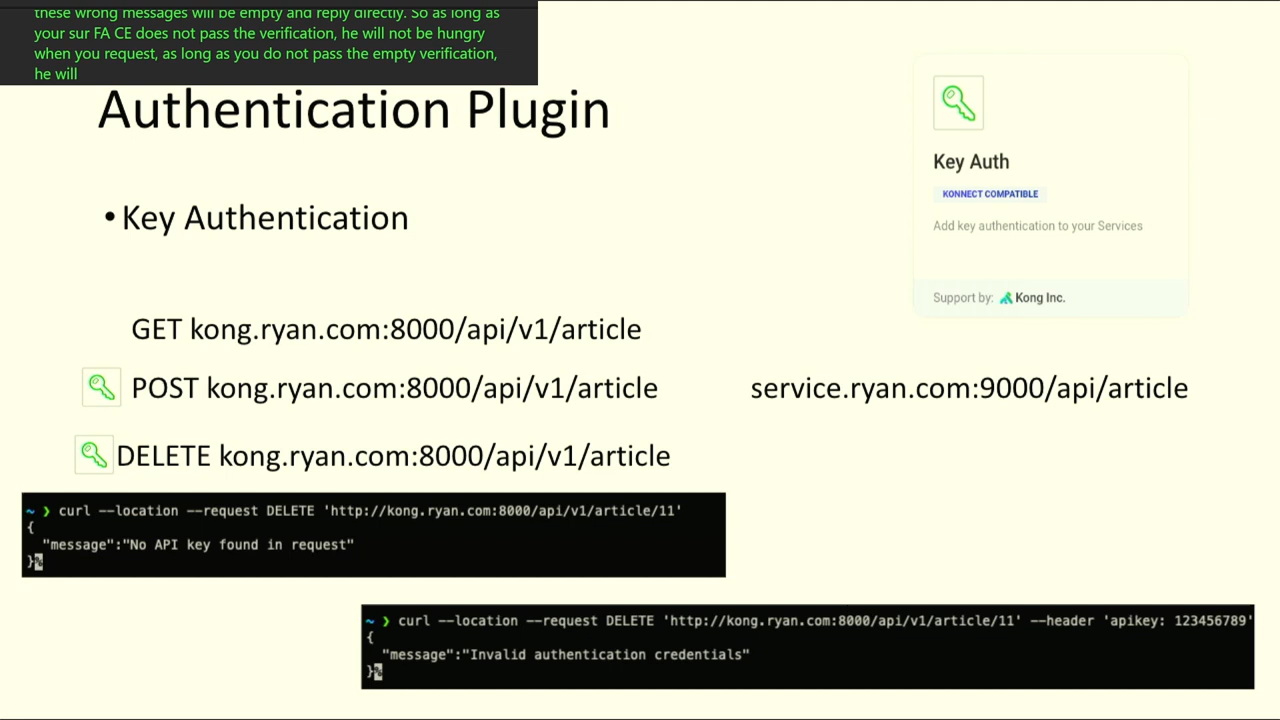 these wrong messages will be empty and reply directly. So as long as
your sur FA CE does not pass the verification, he will not be hungry
when you request, as long as you do not pass the empty verification,
he will
Authentication Plugin
Key Auth
KONNECT COMPATIBLE
Add key authentication to your Services
Support by: Kong Inc.
• Key Authentication
GET kong.ryan.com:8000/api/v1/article
POST kong.ryan.com:8000/api/v1/article
service.ryan.com:9000/api/article
DELETE kong.ryan.com:8000/api/v1/article
~ ❯ curl --location --request DELETE 'http://kong.ryan.com:8000/api/v1/article/11'
{
"message":"No API key found in request"
}%
~ ❯ curl --location --request DELETE 'http://kong.ryan.com:8000/api/v1/article/11' --header 'apikey: 123456789'
{
"message":"Invalid authentication credentials"
}%